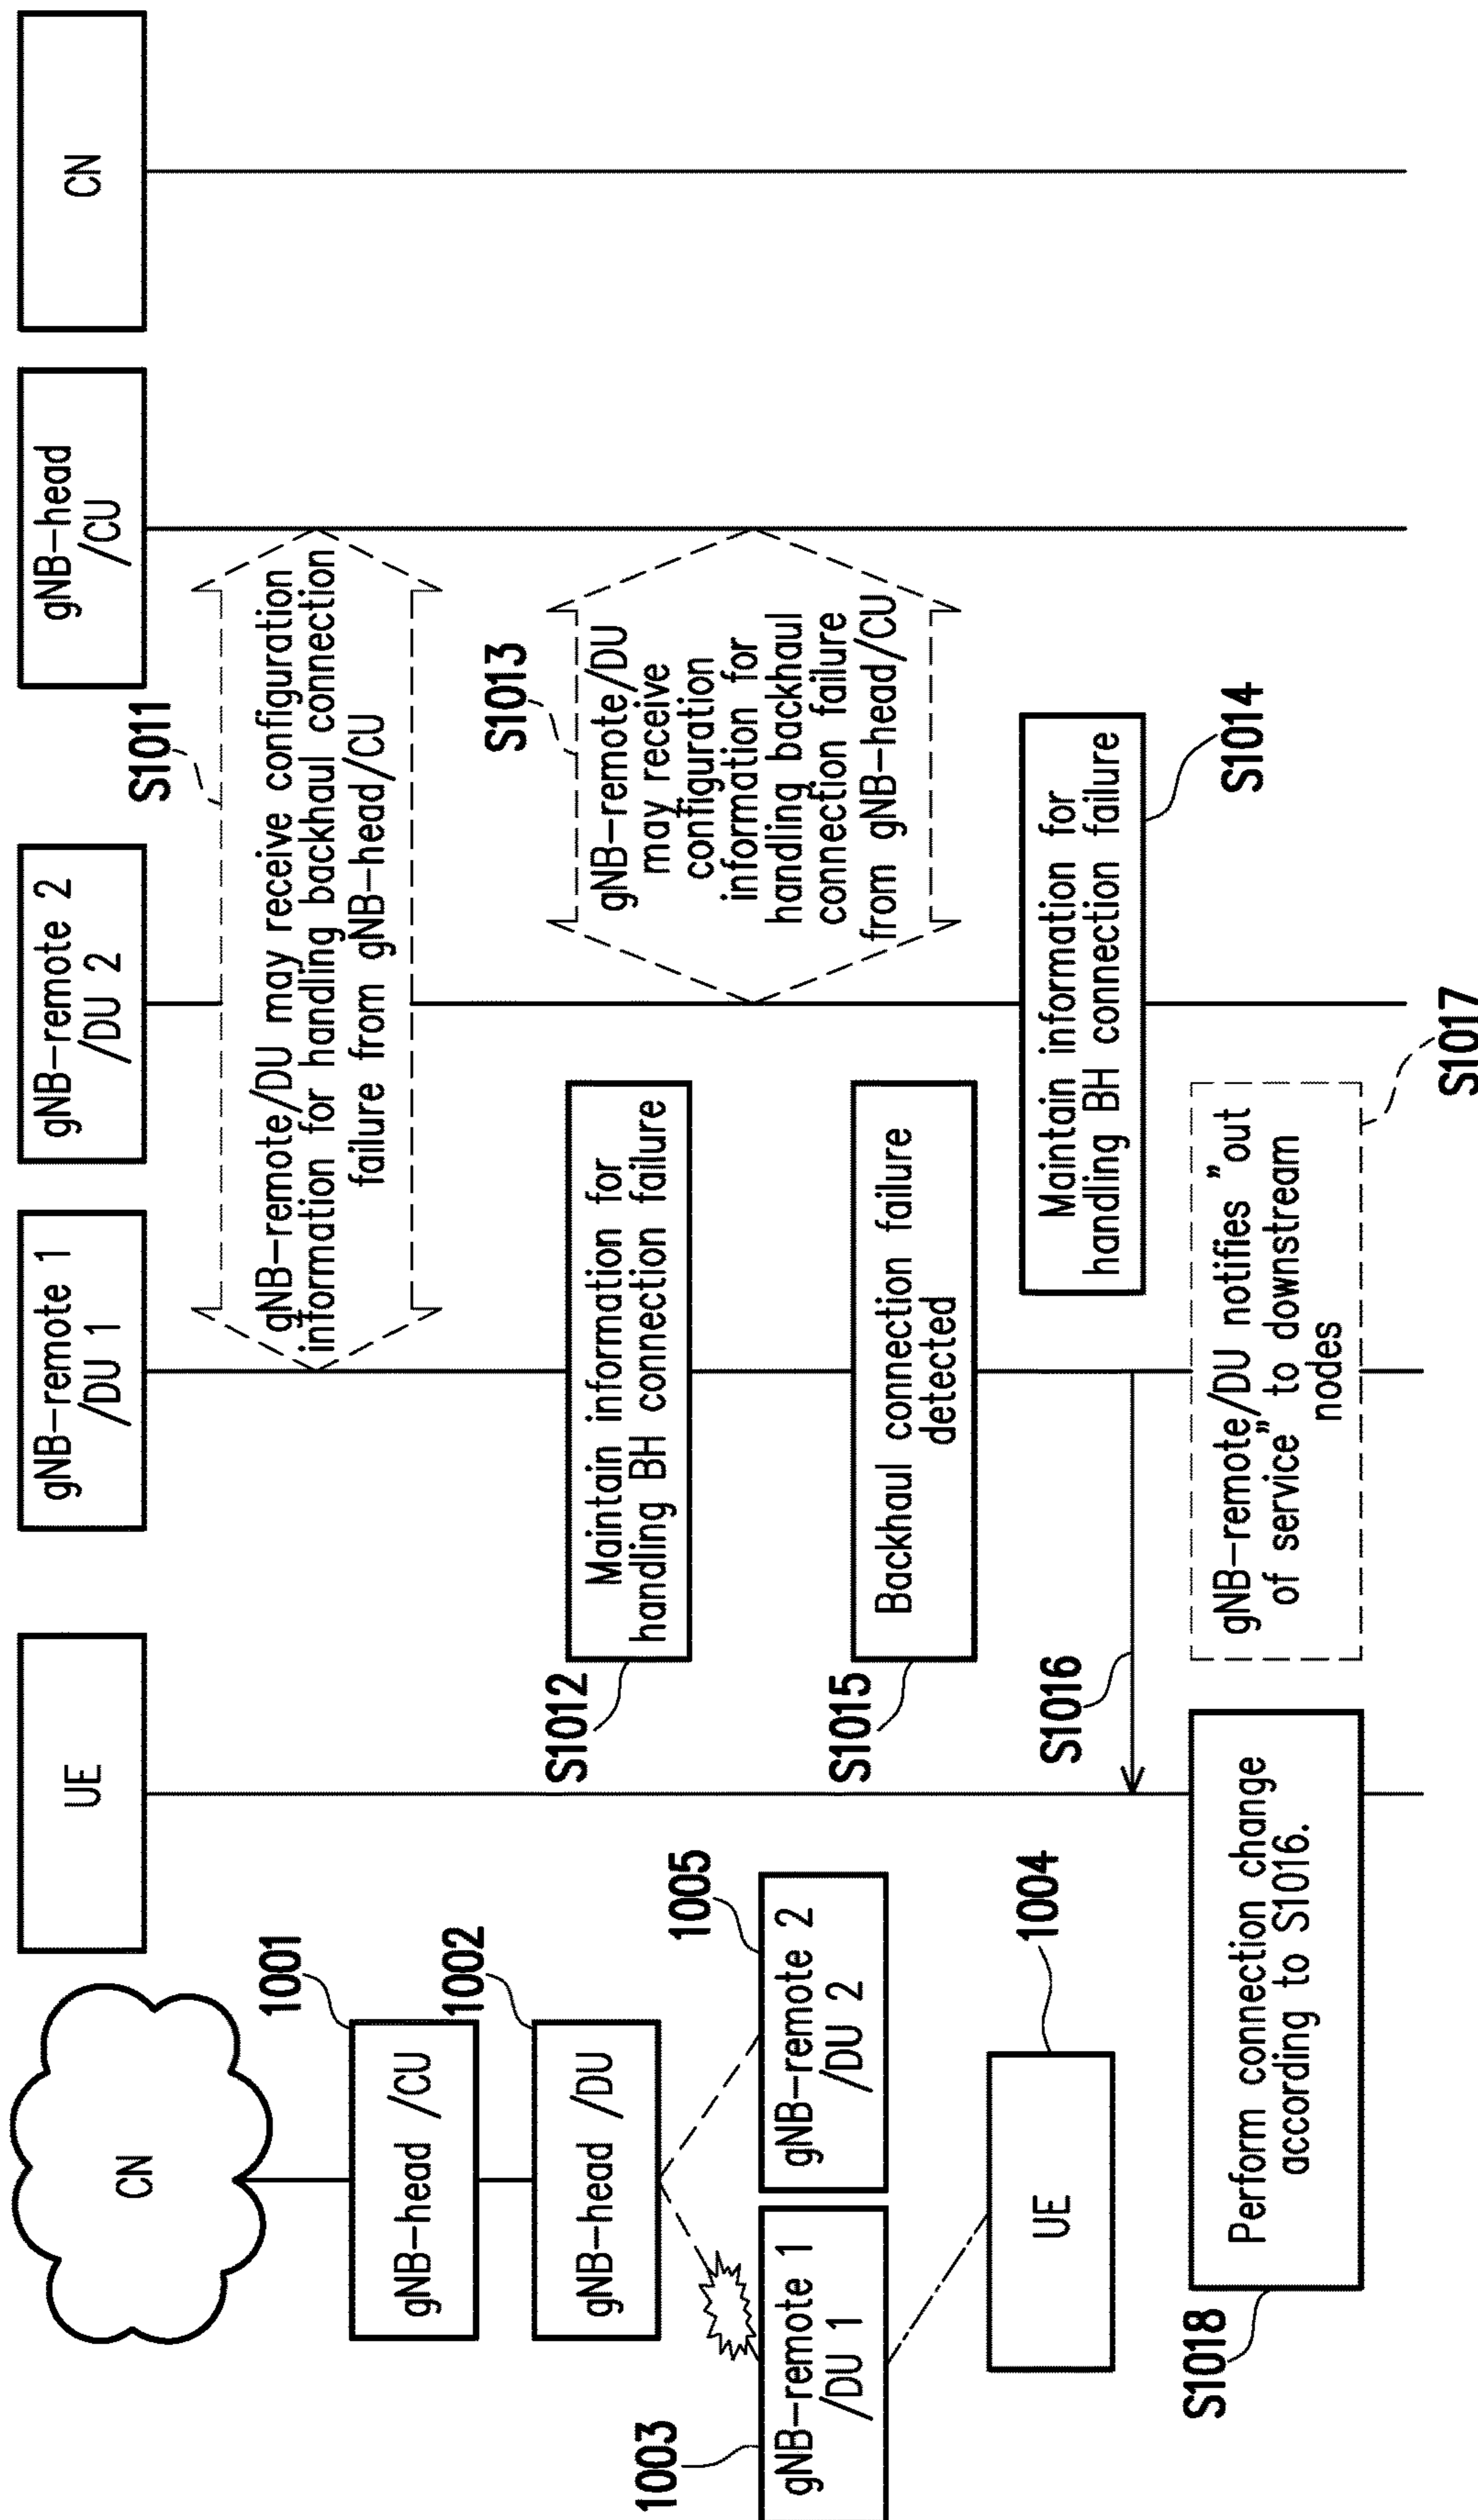 CN
1001
gNB-head /CU
1002
gNB-head /DU
1003
gNB-remote 1
/DU 1
1005
gNB-remote 2
/DU 2
1004
UE
UE
gNB-remote 1
/DU 1
gNB-remote 2
/DU 2
gNB-head
/CU
CN
S1011
gNB-remote/DU may receive configuration
information for handling backhaul connection
failure from gNB-head/CU
S1012
Maintain information for
handling BH connection failure
S1013
gNB-remote/DU
may receive
configuration
information for
handling backhaul
connection failure
from gNB-head/CU
S1014
Maintain information for
handling BH connection failure
S1015
Backhaul connection failure
detected
S1016
S1017
gNB-remote/DU notifies "out
of service" to downstream
nodes
S1018
Perform connection change
according to S1016.